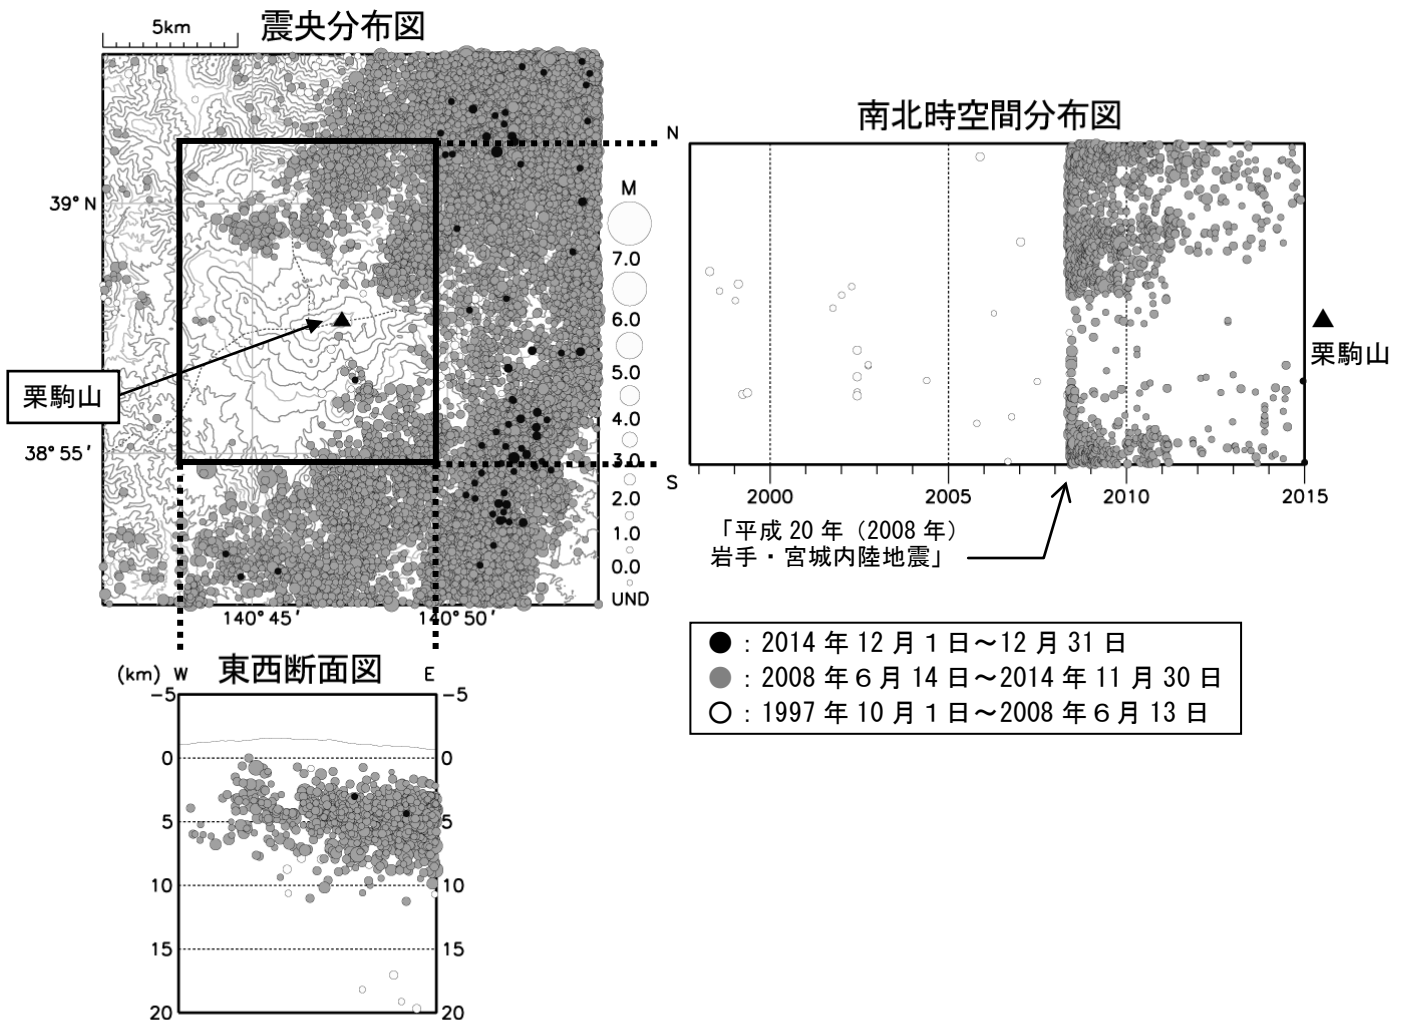 震央分布図
5km
39°N
38°55′
140°45′
140°50′
栗駒山
N
S
M
7.0
6.0
5.0
4.0
3.0
2.0
1.0
0.0
UND
南北時空間分布図
2000
2005
2010
2015
栗駒山
「平成 20 年（2008 年）
岩手・宮城内陸地震」
●：2014 年 12 月 1 日～12 月 31 日
●：2008 年 6 月 14 日～2014 年 11 月 30 日
○：1997 年 10 月 1 日～2008 年 6 月 13 日
東西断面図
(km) W
E
-5
0
5
10
15
20
-5
0
5
10
15
20